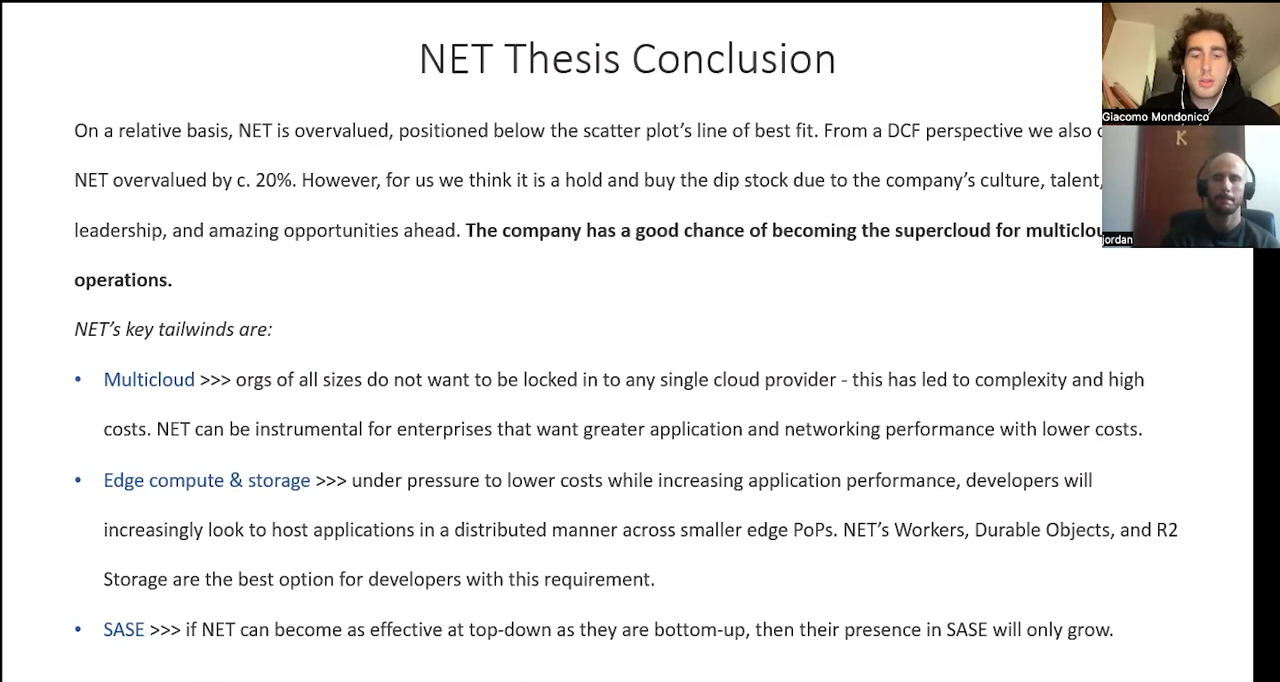 NET Thesis Conclusion
On a relative basis, NET is overvalued, positioned below the scatter plot's line of best fit. From a DCF perspective we also
NET overvalued by c. 20%. However, for us we think it is a hold and buy the dip stock due to the company's culture, talent,
leadership, and amazing opportunities ahead. The company has a good chance of becoming the supercloud for
operations.
NET's key tailwinds are:
• Multicloud >>> orgs of all sizes do not want to be locked in to any single cloud provider - this has led to complexity and high
costs. NET can be instrumental for enterprises that want greater application and networking performance with lower costs.
• Edge compute & storage >>> under pressure to lower costs while increasing application performance, developers will
increasingly look to host applications in a distributed manner across smaller edge PoPs. NET's Workers, Durable Objects, and R2
Storage are the best option for developers with this requirement.
• SASE >>> if NET can become as effective at top-down as they are bottom-up, then their presence in SASE will only grow.
Giacomo Mondonico
K
jordan